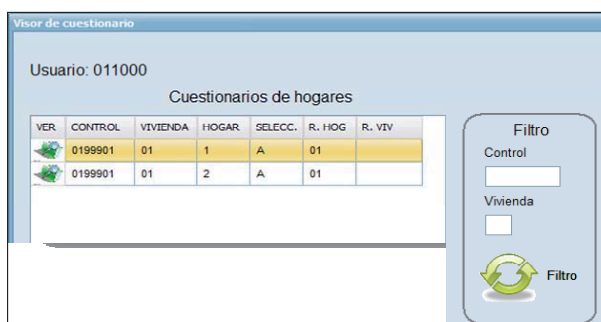 Visor de cuestionario
Usuario: 011000
Cuestionarios de hogares
VER CONTROL VIVIENDA HOGAR SELECC. R. HOG R. VIV
0199901 01 1 A 01
0199901 01 2 A 01
Filtro
Control
Vivienda
Filtro